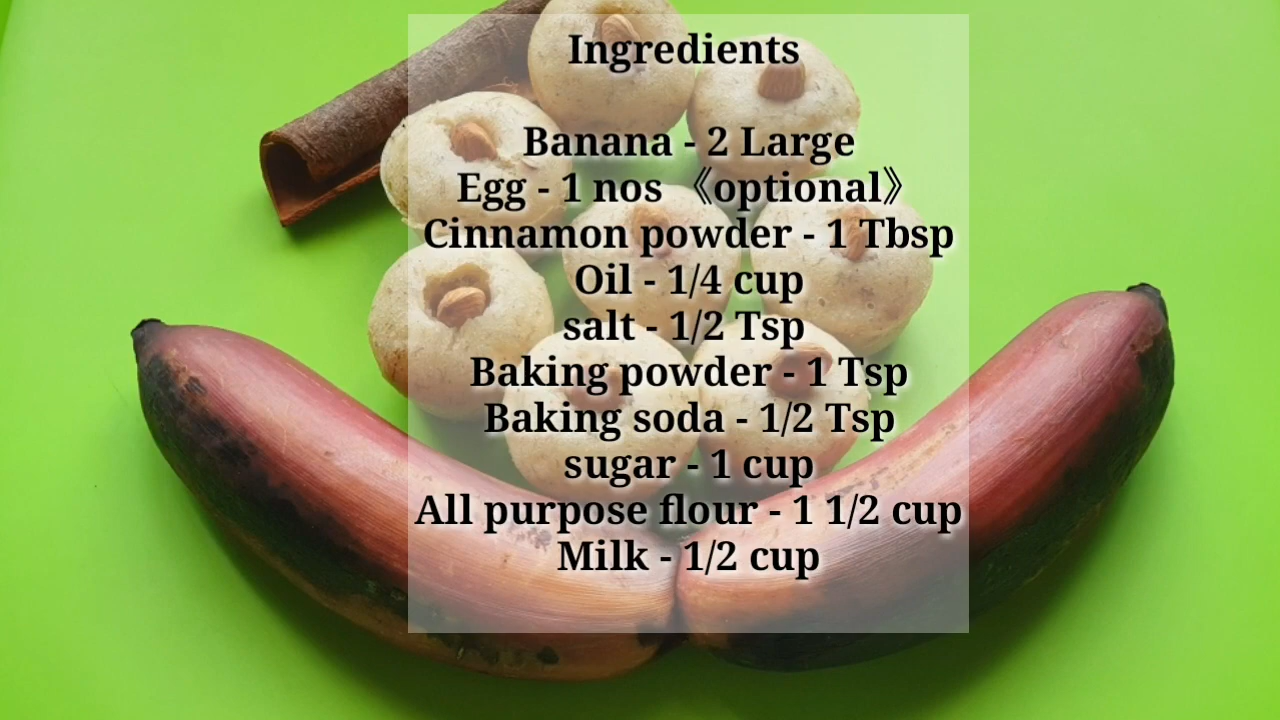 Ingredients
Banana - 2 Large
Egg - 1 nos 《optional》
Cinnamon powder - 1 Tbsp
Oil - 1/4 cup
salt - 1/2 Tsp
Baking powder - 1 Tsp
Baking soda - 1/2 Tsp
sugar - 1 cup
All purpose flour - 1 1/2 cup
Milk - 1/2 cup